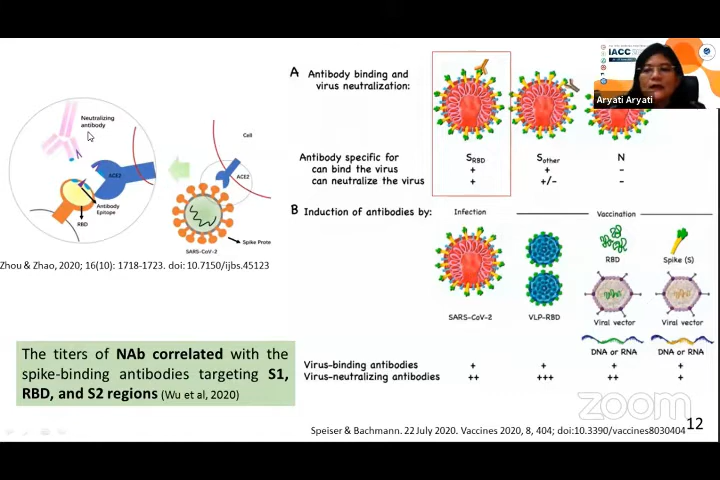 A Antibody binding and
virus neutralization:
IACC
Aryati Aryati
Neutralizing
antibody
ACE2
Antibody
Epitope
RBD
Cell
ACE2
Spike Prote
SARS-CoV-2
Zhou & Zhao, 2020; 16(10): 1718-1723. doi: 10.7150/ijbs.45123
Antibody specific for SRBD Sother N
can bind the virus + + -
can neutralize the virus + +/- -
B Induction of antibodies by: Infection Vaccination
RBD Spike (S)
SARS-CoV-2 VLP-RBD Viral vector Viral vector
DNA or RNA DNA or RNA
Virus-binding antibodies + + + +
Virus-neutralizing antibodies ++ +++ ++ +
The titers of NAb correlated with the
spike-binding antibodies targeting S1,
RBD, and S2 regions (Wu et al, 2020)
zoom
Speiser & Bachmann. 22 July 2020. Vaccines 2020, 8, 404; doi:10.3390/vaccines8030404
12